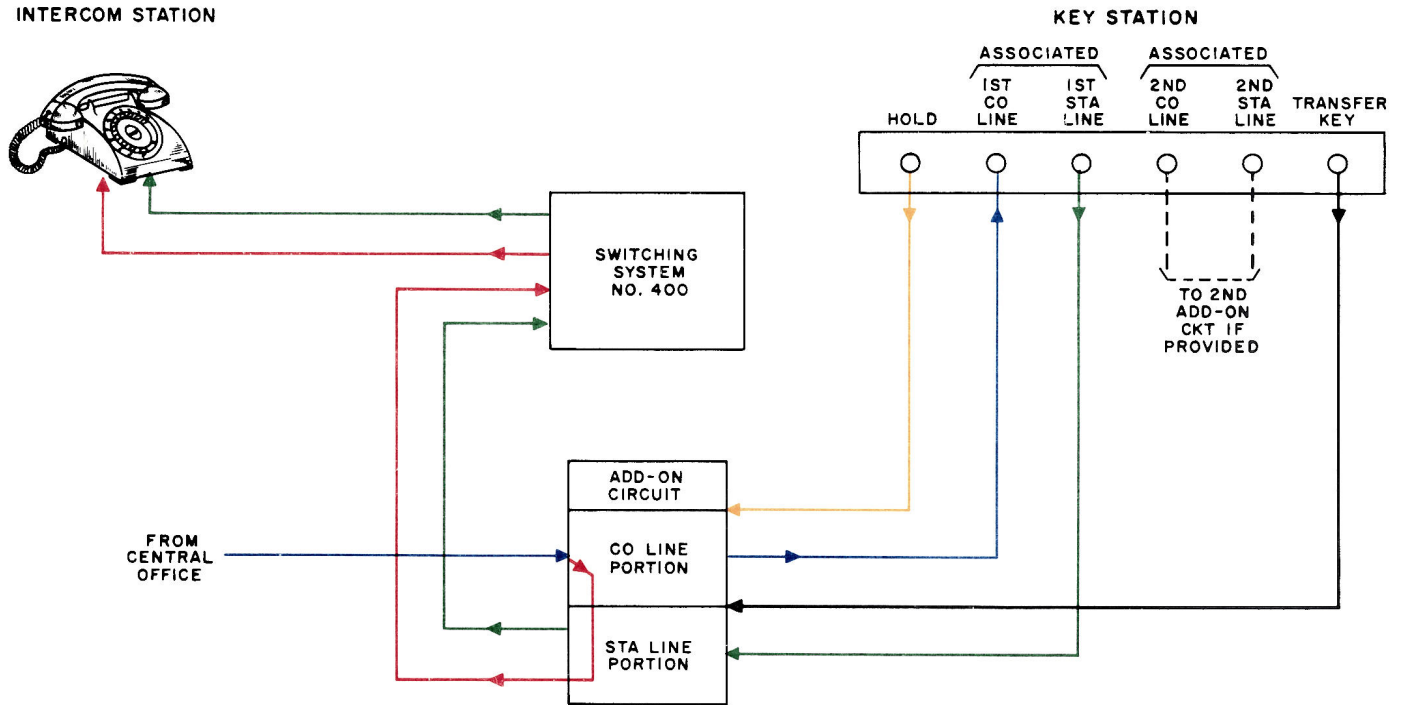 INTERCOM STATION
KEY STATION
ASSOCIATED
ASSOCIATED
HOLD
1ST
CO
LINE
1ST
STA
LINE
2ND
CO
LINE
2ND
STA
LINE
TRANSFER
KEY
SWITCHING
SYSTEM
NO. 400
TO 2ND
ADD-ON
CKT IF
PROVIDED
ADD-ON
CIRCUIT
FROM
CENTRAL
OFFICE
CO LINE
PORTION
STA LINE
PORTION